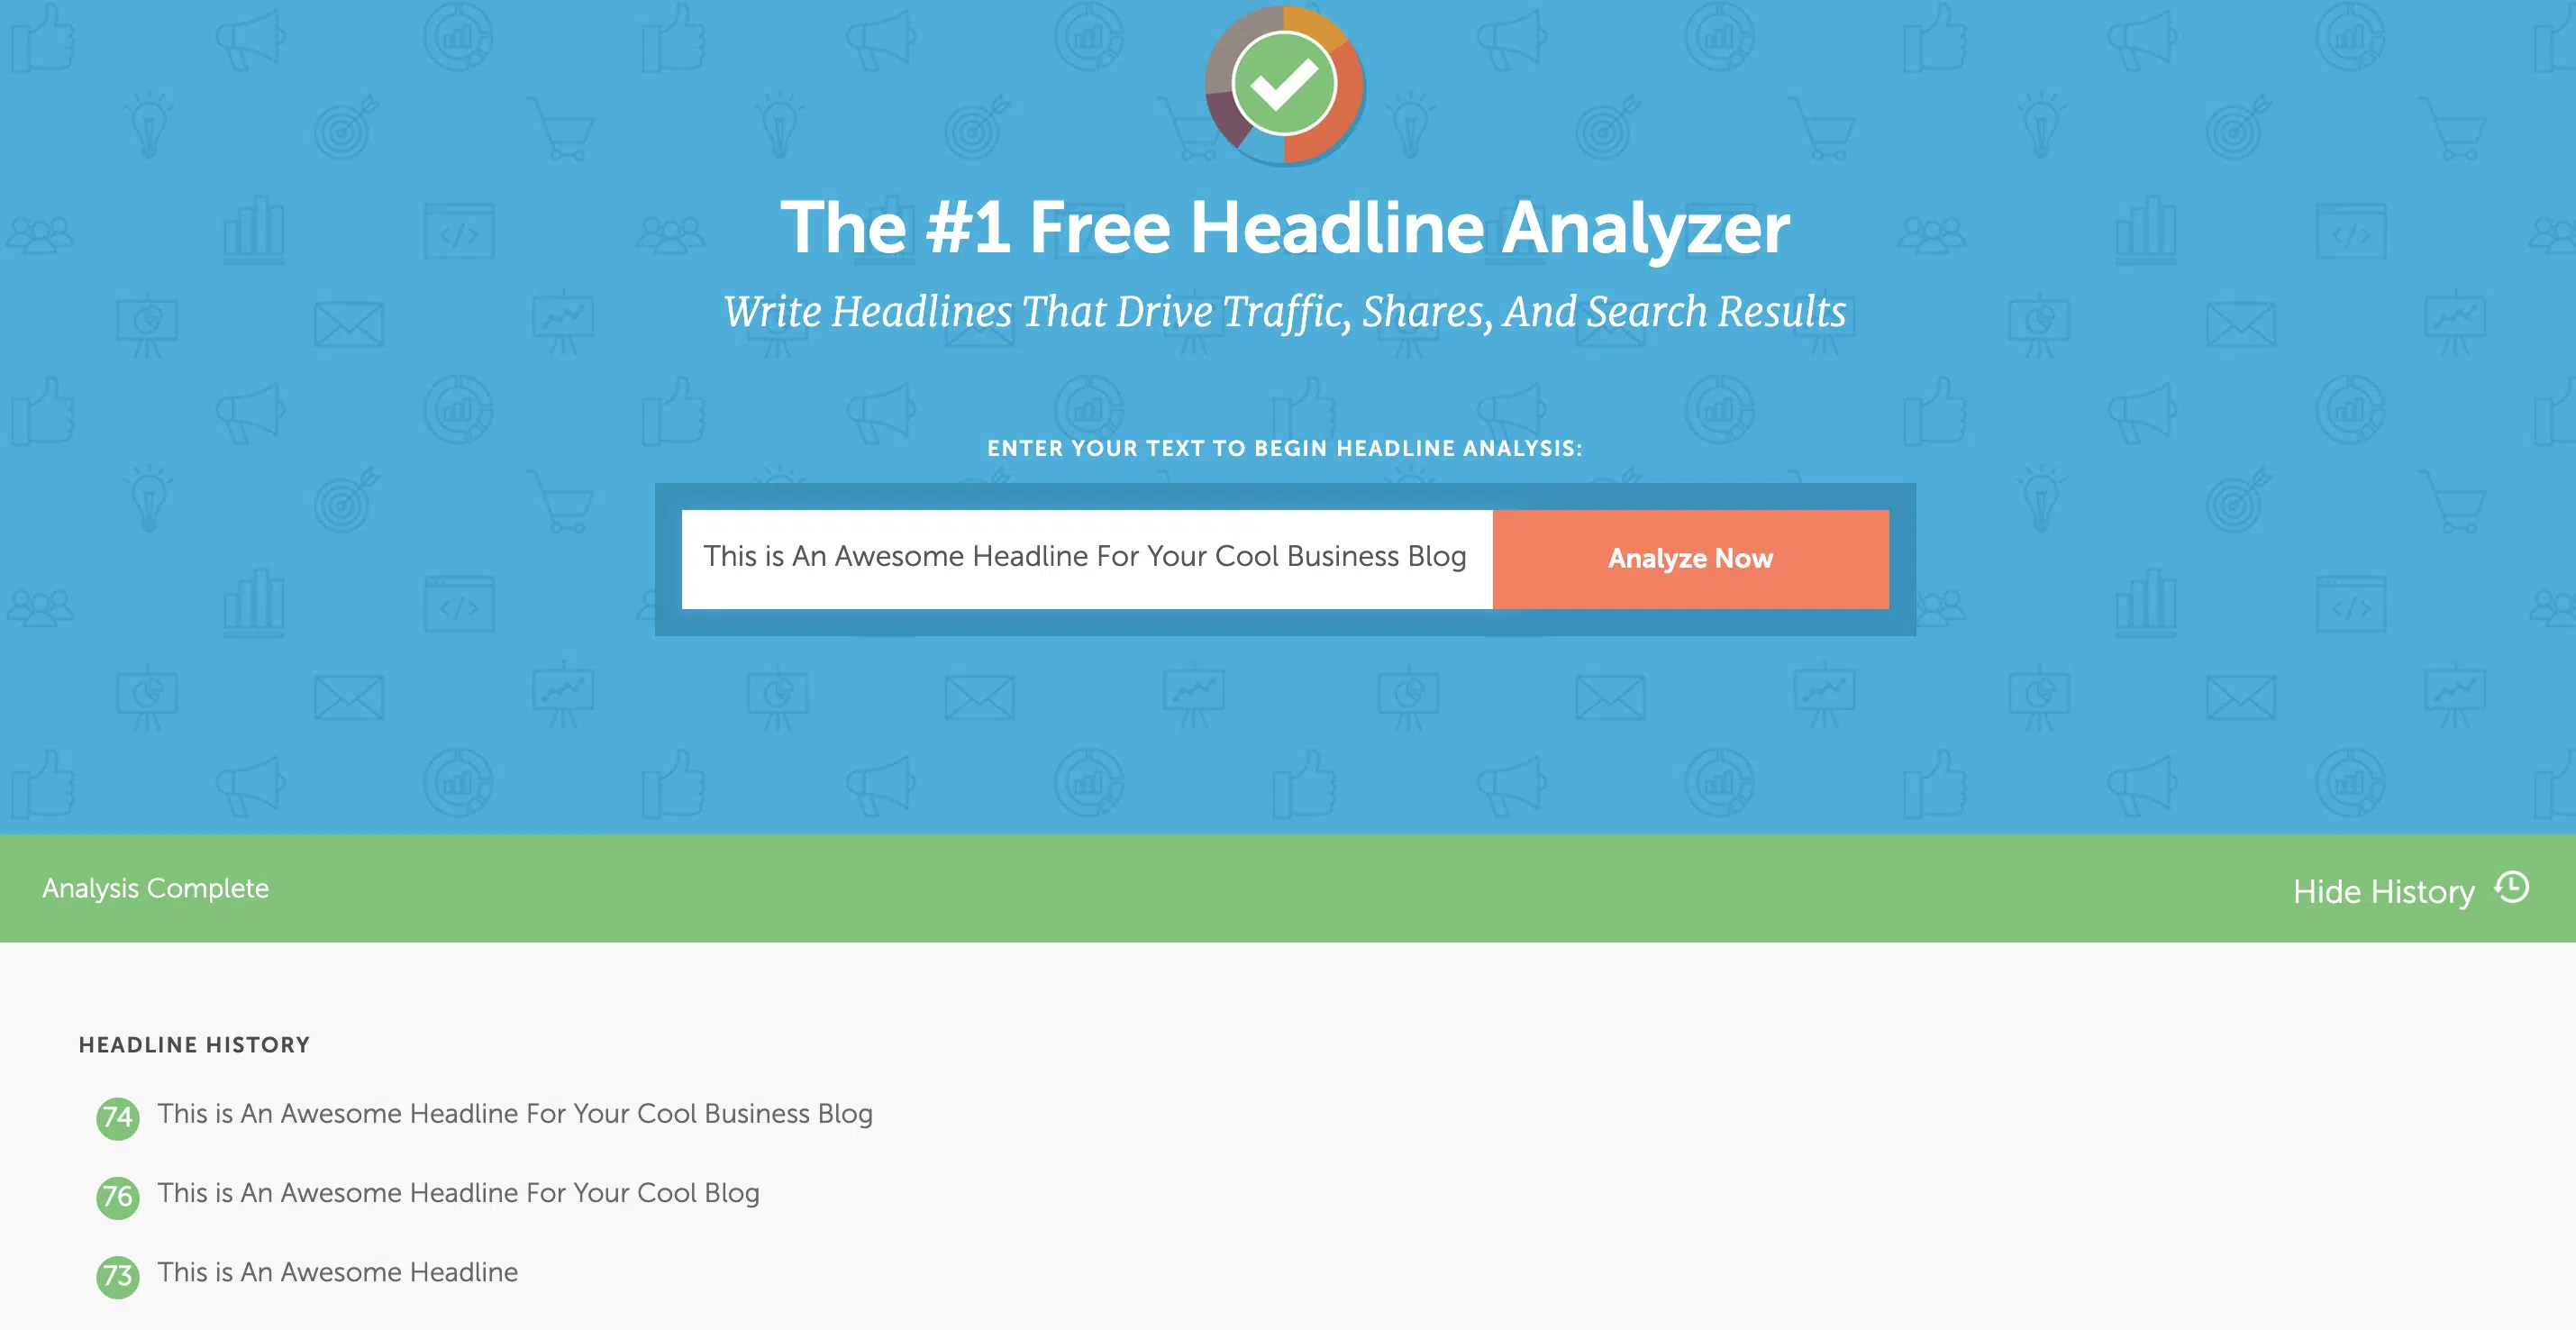 The #1 Free Headline Analyzer
Write Headlines That Drive Traffic, Shares, And Search Results
ENTER YOUR TEXT TO BEGIN HEADLINE ANALYSIS:
This is An Awesome Headline For Your Cool Business Blog
Analyze Now
Analysis Complete
Hide History
HEADLINE HISTORY
74 This is An Awesome Headline For Your Cool Business Blog
76 This is An Awesome Headline For Your Cool Blog
73 This is An Awesome Headline